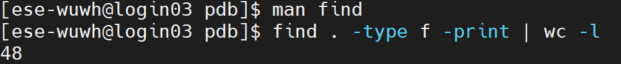 [ese-wuwh@login03 pdb]$ man find
[ese-wuwh@login03 pdb]$ find . -type f -print | wc -l
48